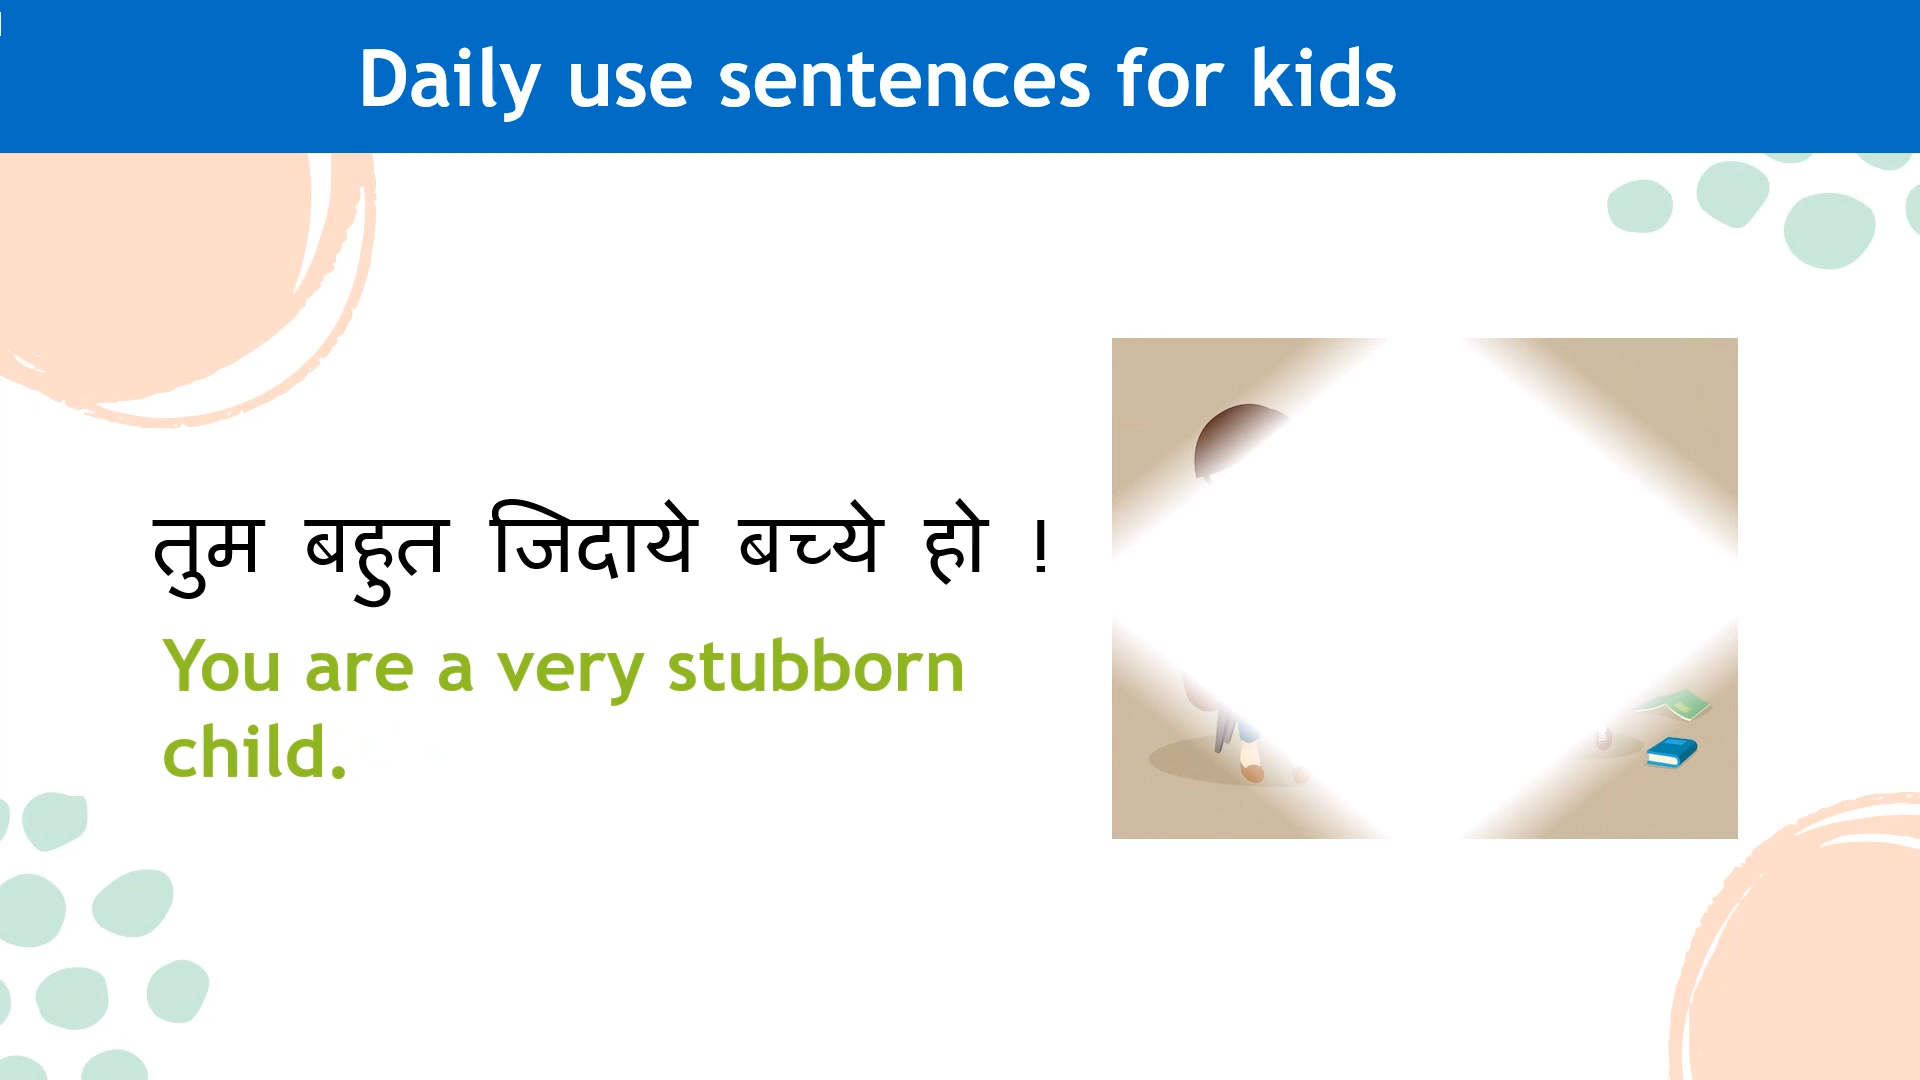 Daily use sentences for kids
तुम बहुत जिदाये बच्ये हो !
You are a very stubborn
child.